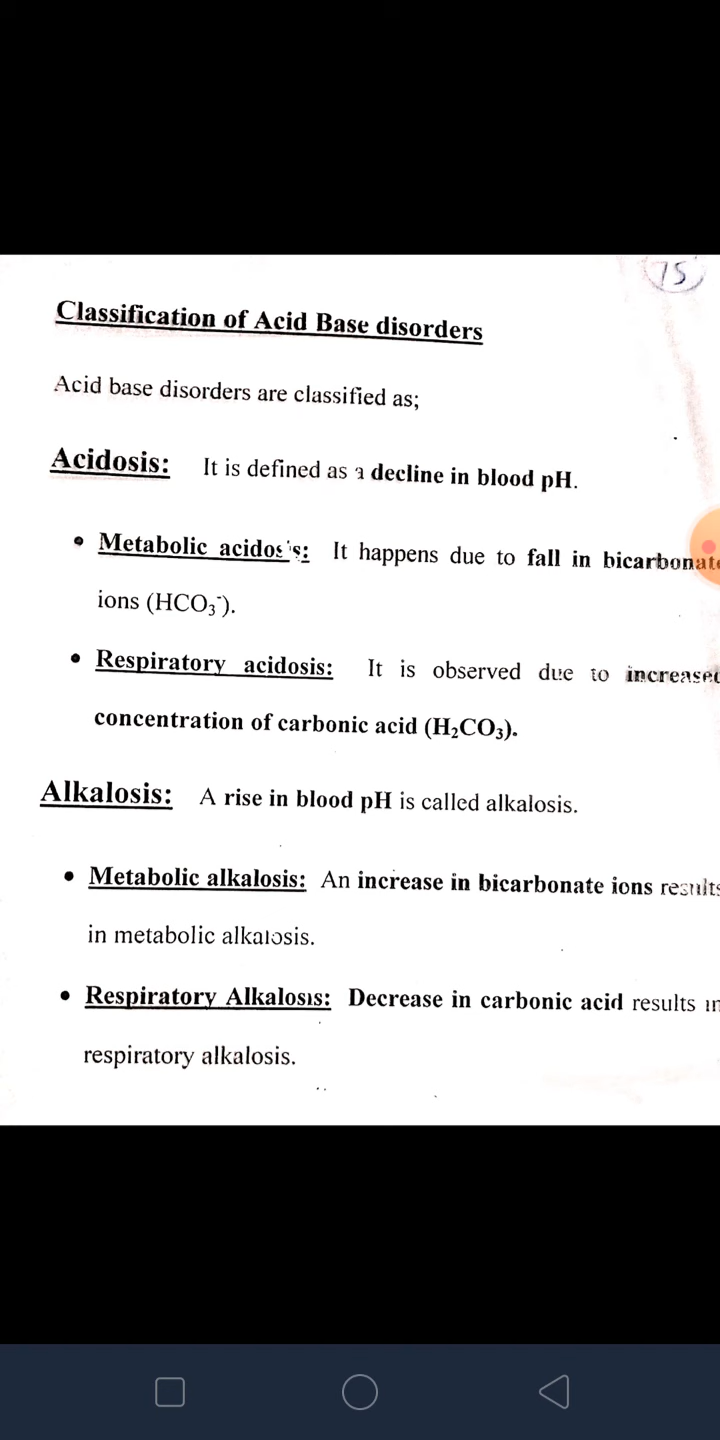 75
Classification of Acid Base disorders
Acid base disorders are classified as;
Acidosis: It is defined as a decline in blood pH.
• Metabolic acidosis: It happens due to fall in bicarbonate
ions (HCO₃⁻).
• Respiratory acidosis: It is observed due to increased
concentration of carbonic acid (H₂CO₃).
Alkalosis: A rise in blood pH is called alkalosis.
• Metabolic alkalosis: An increase in bicarbonate ions results
in metabolic alkalosis.
• Respiratory Alkalosis: Decrease in carbonic acid results in
respiratory alkalosis.